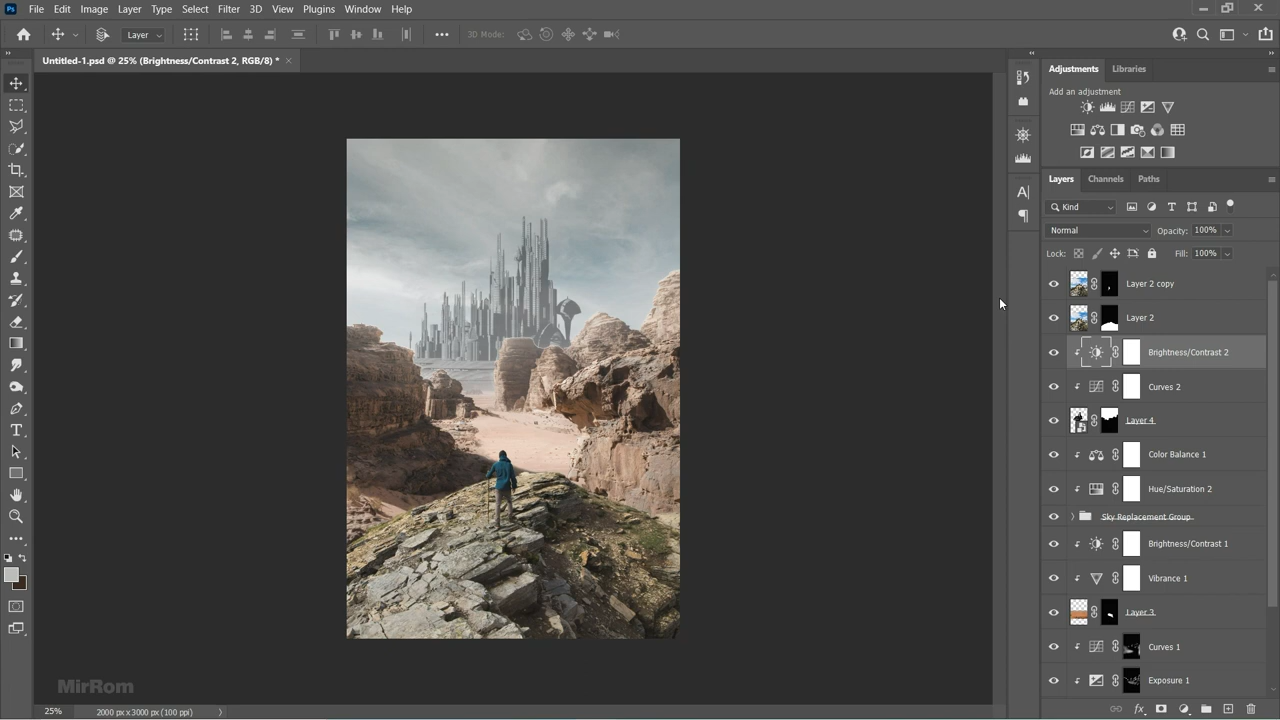 Ps File Edit Image Layer Type Select Filter 3D View Plugins Window Help
Layer 3D Mode:
Untitled-1.psd @ 25% (Brightness/Contrast 2, RGB/8) *
Adjustments Libraries
Add an adjustment
Layers Channels Paths
Kind
Normal Opacity: 100%
Lock: Fill: 100%
Layer 2 copy
Layer 2
Brightness/Contrast 2
Curves 2
Layer 4
Color Balance 1
Hue/Saturation 2
Sky Replacement Group
Brightness/Contrast 1
Vibrance 1
Layer 3
Curves 1
Exposure 1
MirRom
25% 2000 px x 3000 px (100 ppi)